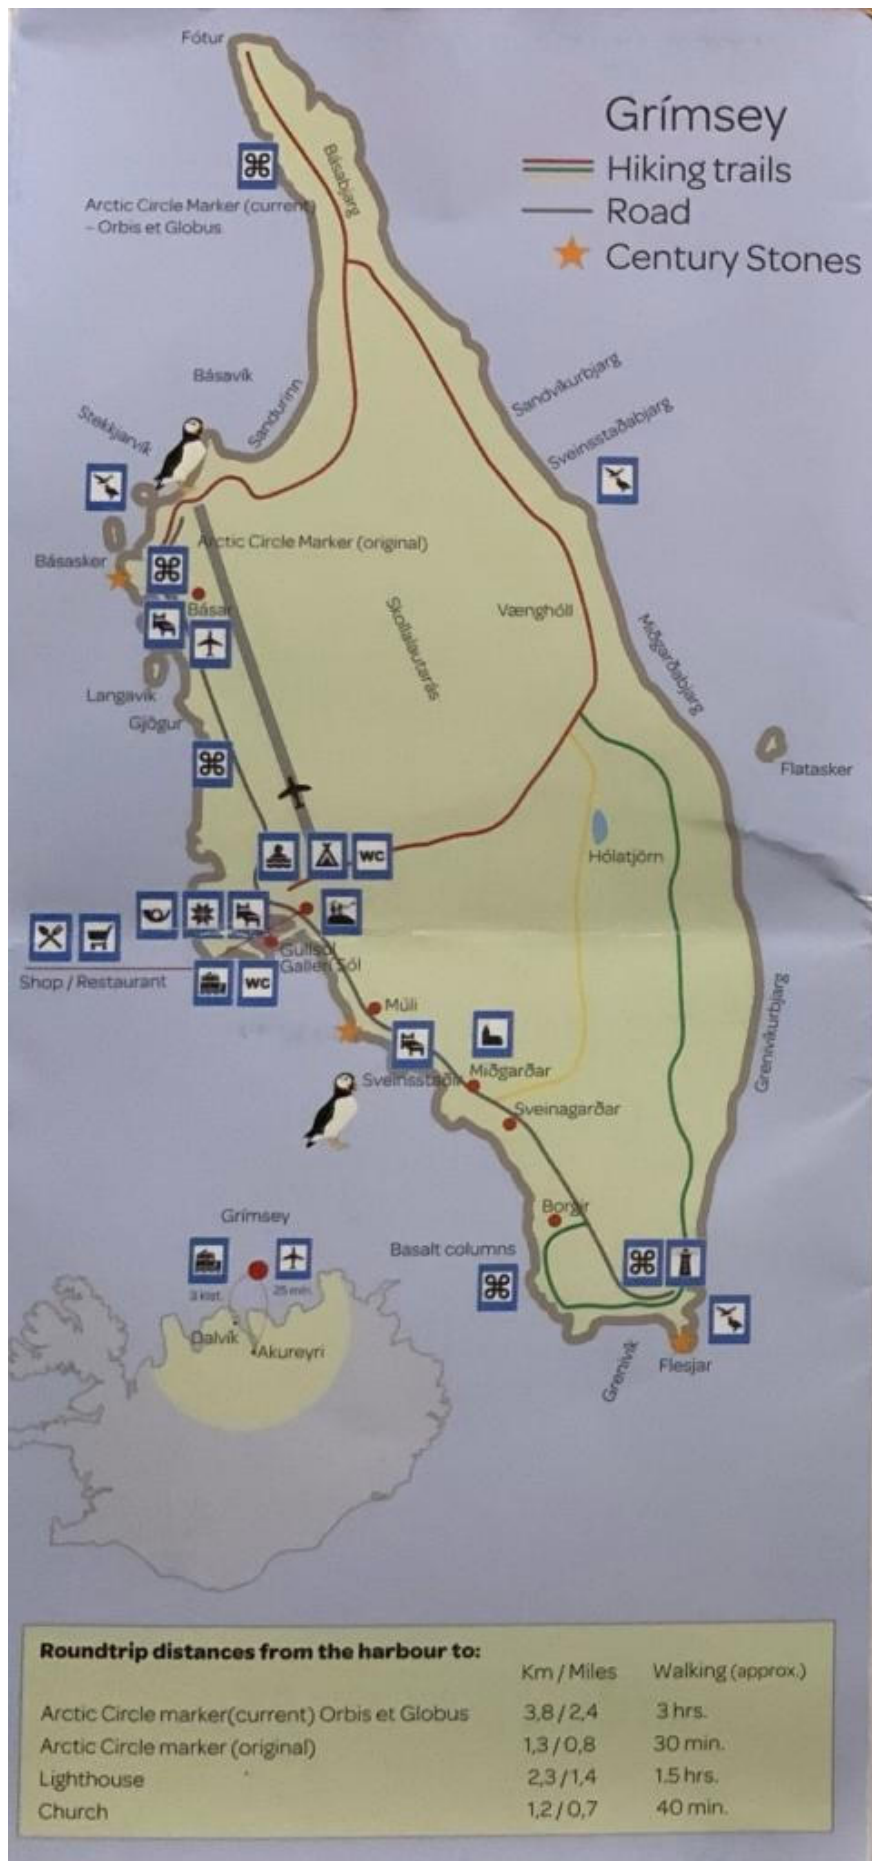 Fótur
Grímsey
Hiking trails
Road
Century Stones
Básabjarg
Arctic Circle Marker (current)
– Orbis et Globus
Básavík
Sandurinn
Stekkjarvík
Sandvíkurbjarg
Sveinsstaðabjarg
Arctic Circle Marker (original)
Básasker
Básar
Skollalautarás
Vænghóll
Miðgarðabjarg
Langavik
Gjögur
Flatasker
Hólatjörn
WC
Shop / Restaurant
Gullsól
Gallerí Sól
WC
Múli
Grenivíkurbjarg
Sveinsstaðir
Miðgarðar
Sveinagarðar
Borgir
Basalt columns
Grenivík
Flesjar
Grímsey
3 klst.
25 mín.
Dalvík
Akureyri
Roundtrip distances from the harbour to:
Km / Miles Walking (approx.)
Arctic Circle marker(current) Orbis et Globus 3,8 / 2,4 3 hrs.
Arctic Circle marker (original) 1,3 / 0,8 30 min.
Lighthouse 2,3 / 1,4 1.5 hrs.
Church 1,2 / 0,7 40 min.